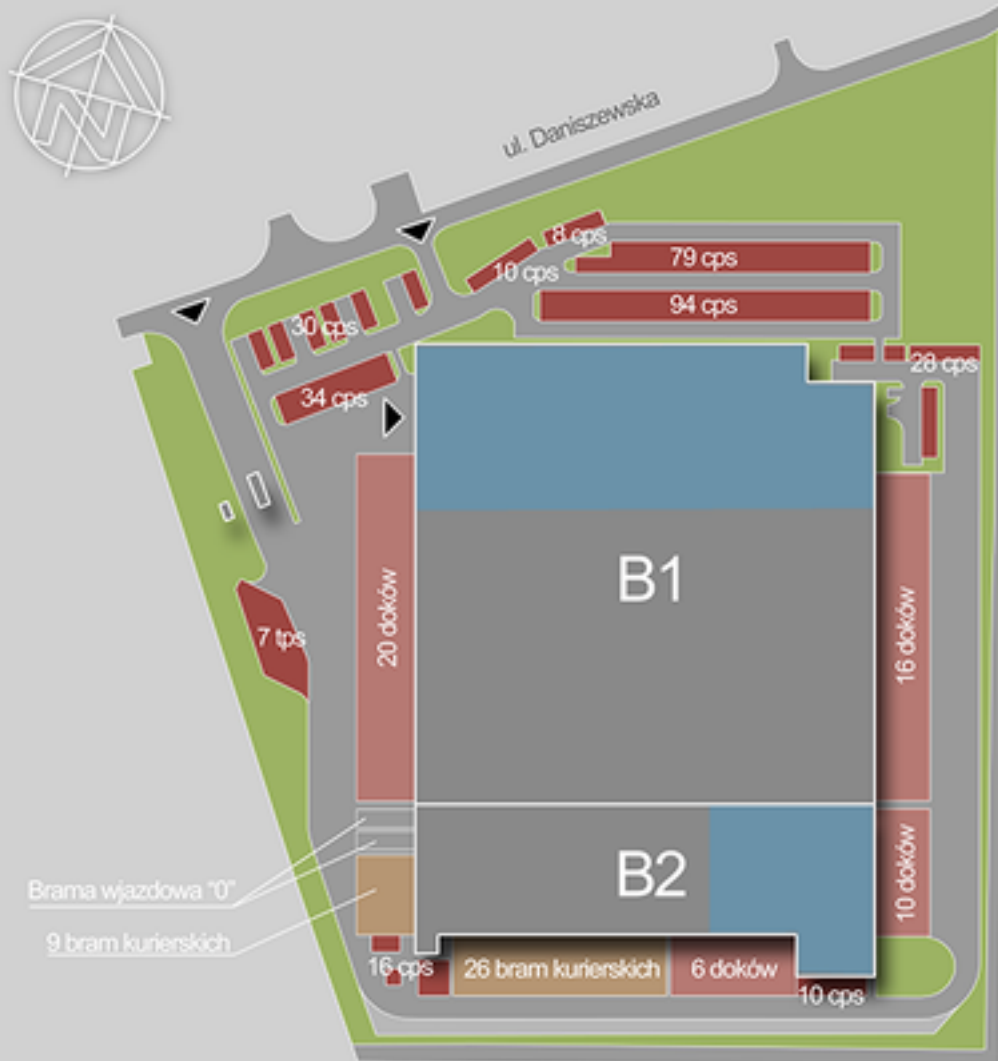 ul. Daniszewska
8 cps
10 cps
79 cps
94 cps
30 cps
28 cps
34 cps
20 doków
B1
16 doków
7 tps
B2
10 doków
Brama wjazdowa "0"
9 bram kurierskich
16 cps
26 bram kurierskich
6 doków
10 cps